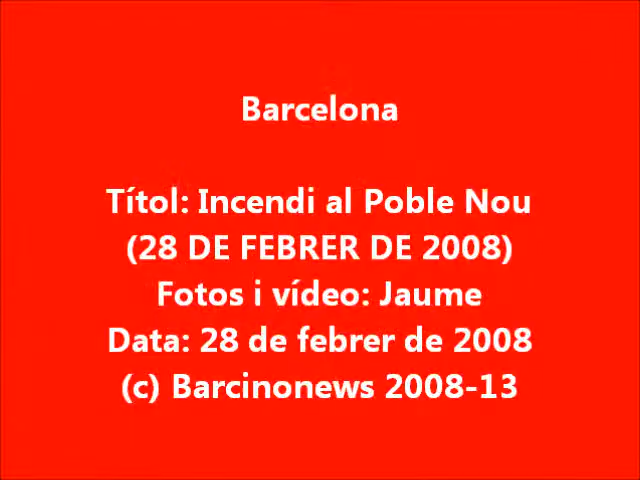 Barcelona
Títol: Incendi al Poble Nou
(28 DE FEBRER DE 2008)
Fotos i vídeo: Jaume
Data: 28 de febrer de 2008
(c) Barcinonews 2008-13